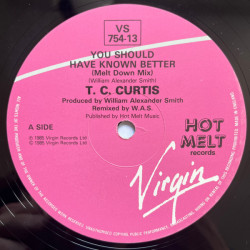 VS
754-13
YOU SHOULD
HAVE KNOWN BETTER
(Melt Down Mix)
(William Alexander Smith)
T. C. CURTIS
Produced by William Alexander Smith
Remixed by W.A.S.
Published by Hot Melt Music
A SIDE
℗ 1985 Virgin Records Ltd
© 1985 Virgin Records Ltd
HOT
MELT
records
Virgin